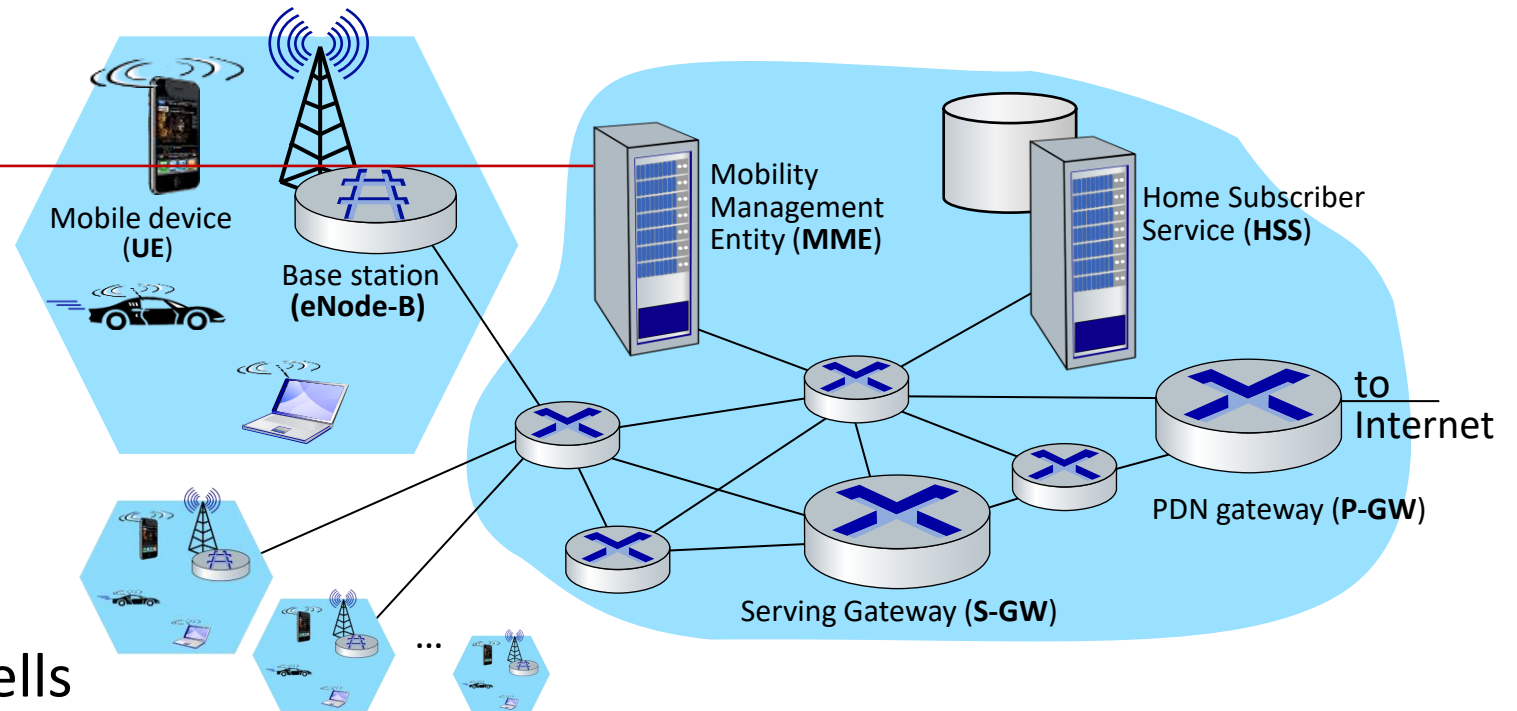 Mobile device
(UE)
Base station
(eNode-B)
Mobility
Management
Entity (MME)
Home Subscriber
Service (HSS)
to
Internet
PDN gateway (P-GW)
Serving Gateway (S-GW)
...
ells